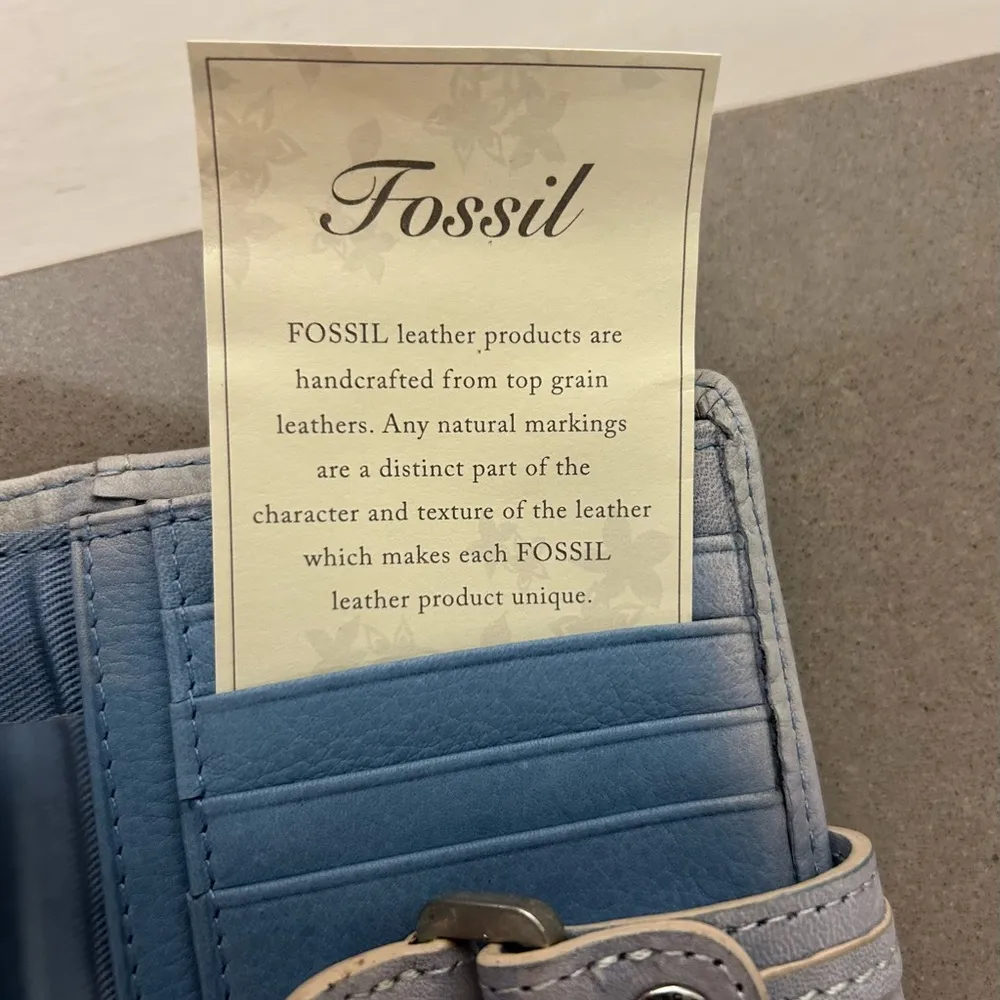 Fossil
FOSSIL leather products are
handcrafted from top grain
leathers. Any natural markings
are a distinct part of the
character and texture of the leather
which makes each FOSSIL
leather product unique.